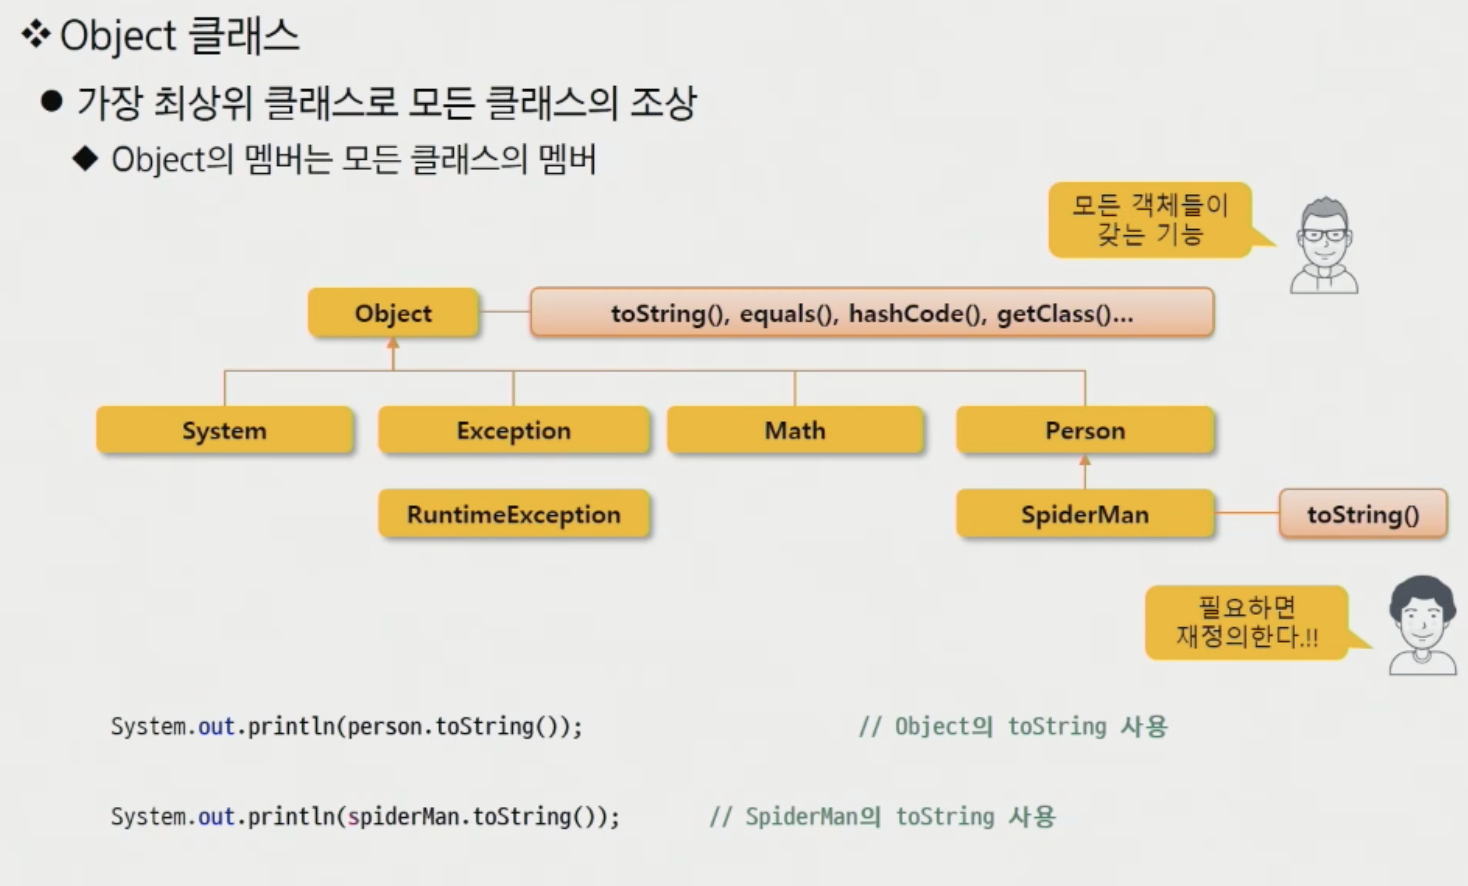 ❖ Object 클래스
● 가장 최상위 클래스로 모든 클래스의 조상
◆ Object의 멤버는 모든 클래스의 멤버
모든 객체들이
갖는 기능
Object
toString(), equals(), hashCode(), getClass()...
System
Exception
Math
Person
RuntimeException
SpiderMan
toString()
필요하면
재정의한다.!!
System.out.println(person.toString()); // Object의 toString 사용
System.out.println(spiderMan.toString()); // SpiderMan의 toString 사용